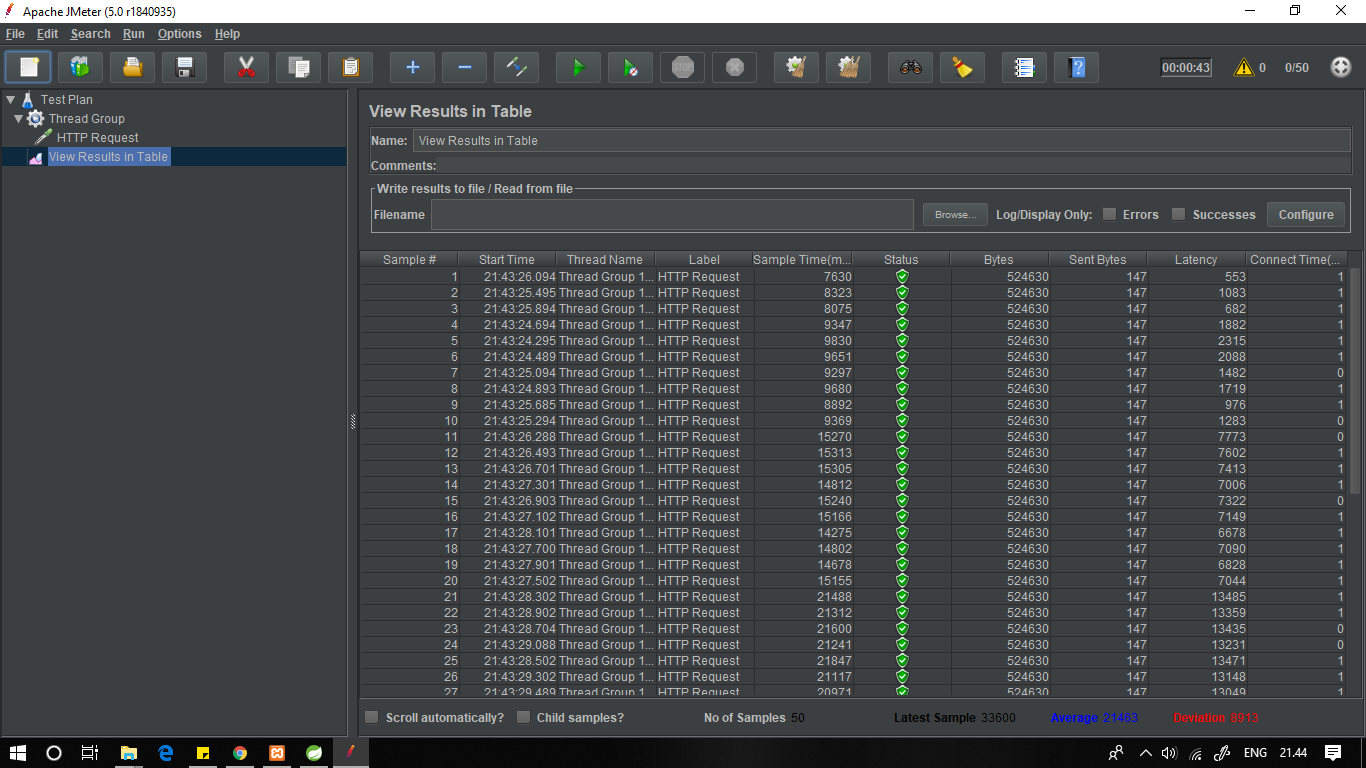 Apache JMeter (5.0 r1840935)
File Edit Search Run Options Help
00:00:43 0 0/50
Test Plan
Thread Group
HTTP Request
View Results in Table
View Results in Table
Name: View Results in Table
Comments:
Write results to file / Read from file
Filename Browse... Log/Display Only: Errors Successes Configure
Sample # Start Time Thread Name Label Sample Time(m... Status Bytes Sent Bytes Latency Connect Time(...
1 21:43:26.094 Thread Group 1... HTTP Request 7630 524630 147 553 1
2 21:43:25.495 Thread Group 1... HTTP Request 8323 524630 147 1083 1
3 21:43:25.894 Thread Group 1... HTTP Request 8075 524630 147 682 1
4 21:43:24.694 Thread Group 1... HTTP Request 9347 524630 147 1882 1
5 21:43:24.295 Thread Group 1... HTTP Request 9830 524630 147 2315 1
6 21:43:24.489 Thread Group 1... HTTP Request 9651 524630 147 2088 1
7 21:43:25.094 Thread Group 1... HTTP Request 9297 524630 147 1482 0
8 21:43:24.893 Thread Group 1... HTTP Request 9680 524630 147 1719 1
9 21:43:25.685 Thread Group 1... HTTP Request 8892 524630 147 976 1
10 21:43:25.294 Thread Group 1... HTTP Request 9369 524630 147 1283 0
11 21:43:26.288 Thread Group 1... HTTP Request 15270 524630 147 7773 0
12 21:43:26.493 Thread Group 1... HTTP Request 15313 524630 147 7602 1
13 21:43:26.701 Thread Group 1... HTTP Request 15305 524630 147 7413 1
14 21:43:27.301 Thread Group 1... HTTP Request 14812 524630 147 7006 1
15 21:43:26.903 Thread Group 1... HTTP Request 15240 524630 147 7322 0
16 21:43:27.102 Thread Group 1... HTTP Request 15166 524630 147 7149 1
17 21:43:28.101 Thread Group 1... HTTP Request 14275 524630 147 6678 1
18 21:43:27.700 Thread Group 1... HTTP Request 14802 524630 147 7090 1
19 21:43:27.901 Thread Group 1... HTTP Request 14678 524630 147 6828 1
20 21:43:27.502 Thread Group 1... HTTP Request 15155 524630 147 7044 1
21 21:43:28.302 Thread Group 1... HTTP Request 21488 524630 147 13485 1
22 21:43:28.902 Thread Group 1... HTTP Request 21312 524630 147 13359 1
23 21:43:28.704 Thread Group 1... HTTP Request 21600 524630 147 13435 0
24 21:43:29.088 Thread Group 1... HTTP Request 21241 524630 147 13231 0
25 21:43:28.502 Thread Group 1... HTTP Request 21847 524630 147 13471 1
26 21:43:29.302 Thread Group 1... HTTP Request 21117 524630 147 13148 1
27 21:43:29.489 Thread Group 1... HTTP Request 20971 524630 147 13049 1
Scroll automatically? Child samples? No of Samples 50 Latest Sample 33600 Average 21463 Deviation 8913
ENG 21.44